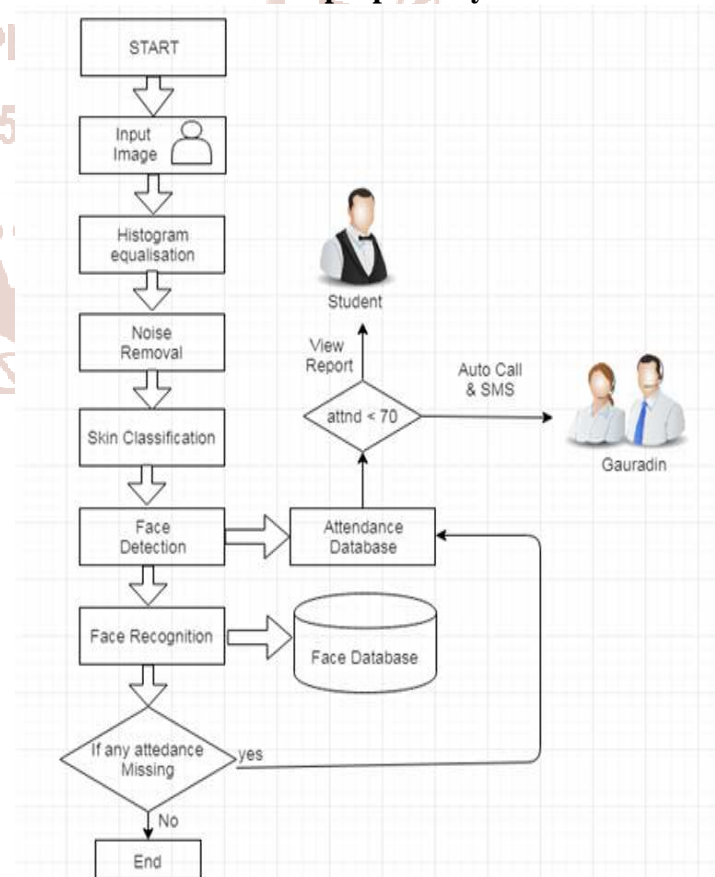 START
Input
Image
Histogram
equalisation
Noise
Removal
Skin Classification
Face
Detection
Face Recognition
If any attedance
Missing
yes
No
End
Attendance
Database
Face Database
attnd < 70
View
Report
Student
Auto Call
& SMS
Gauradin